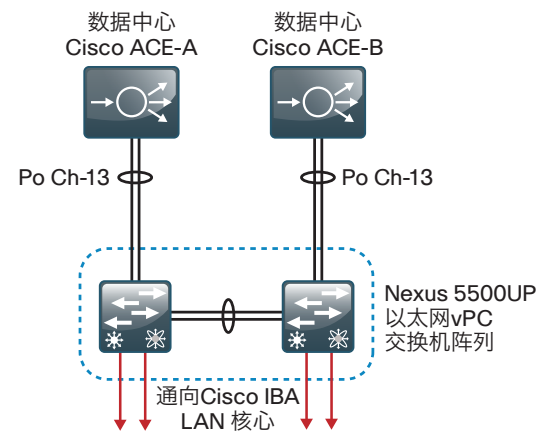 数据中心
Cisco ACE-A
数据中心
Cisco ACE-B
Po Ch-13
Po Ch-13
Nexus 5500UP
以太网vPC
交换机阵列
通向Cisco IBA
LAN 核心